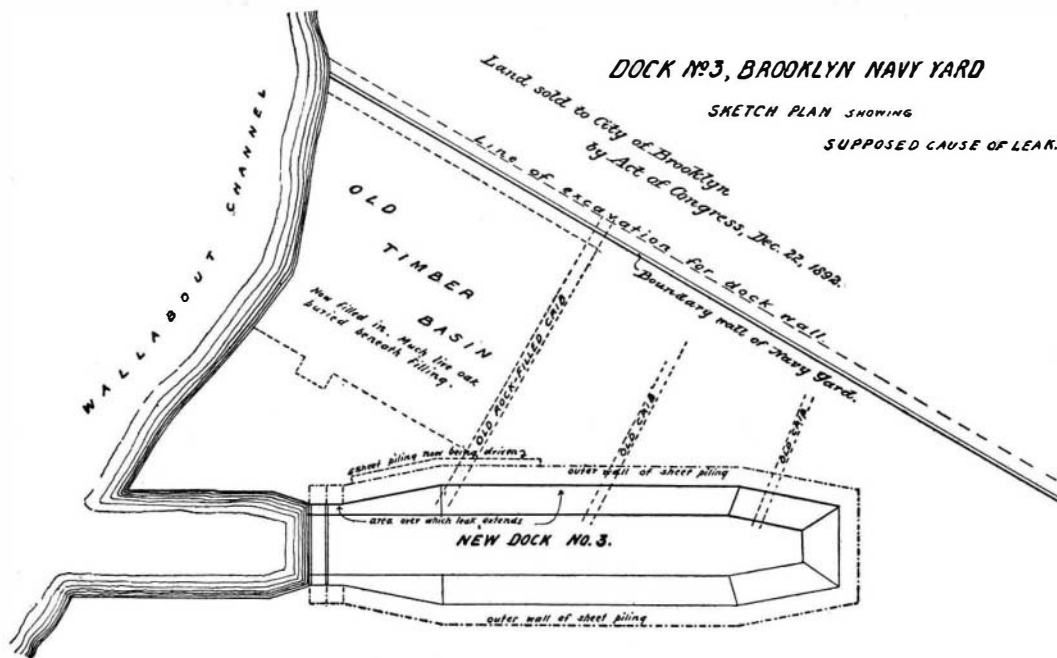 DOCK Nº3, BROOKLYN NAVY YARD
SKETCH PLAN SHOWING
SUPPOSED CAUSE OF LEAK.
Land sold to City of Brooklyn
by Act of Congress, Dec. 22, 1892.
Line of excavation for dock wall
Boundary wall of Navy Yard.
WALLABOUT CHANNEL
OLD
TIMBER
BASIN
Now filled in. Much live oak
buried beneath filling.
OLD ROCK-FILLED CRIB
OLD CRIB
OLD CRIB
sheet piling now being driven
outer wall of sheet piling
area over which leak extends
NEW DOCK NO. 3.
outer wall of sheet piling